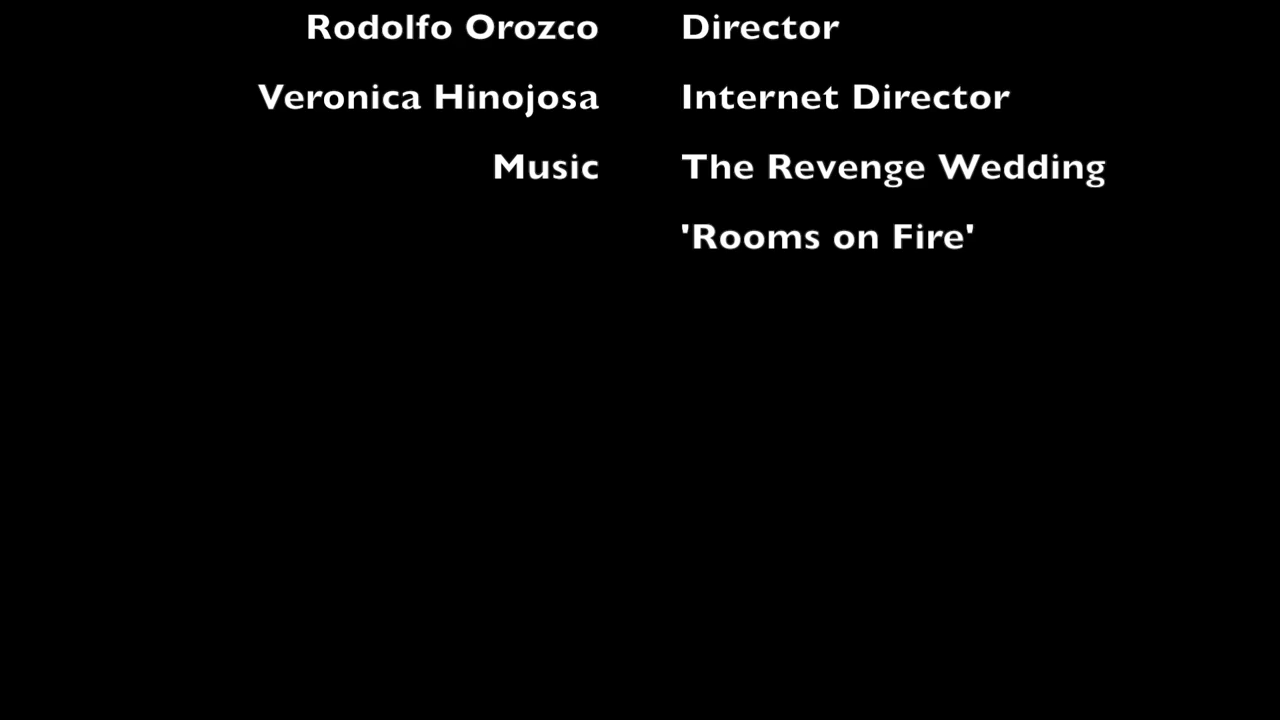 Rodolfo Orozco Director
Veronica Hinojosa Internet Director
Music The Revenge Wedding
'Rooms on Fire'